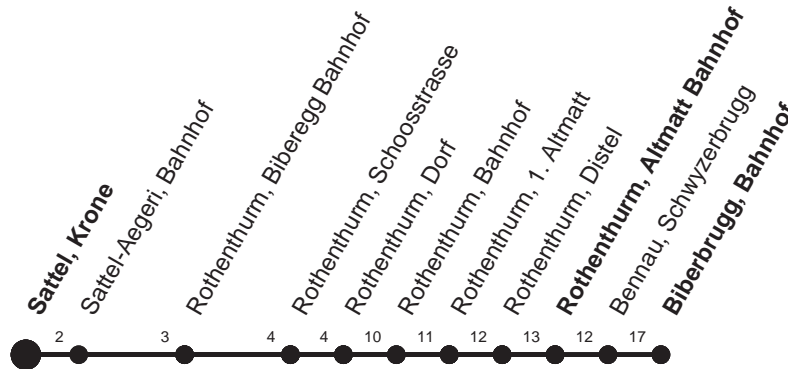 Sattel, Krone
Sattel-Aegeri, Bahnhof
Rothenthurm, Biberegg Bahnhof
Rothenthurm, Schoosstrasse
Rothenthurm, Dorf
Rothenthurm, Bahnhof
Rothenthurm, 1. Altmatt
Rothenthurm, Distel
Rothenthurm, Altmatt Bahnhof
Bennau, Schwyzerbrugg
Biberbrugg, Bahnhof
2 3 4 4 10 11 12 13 12 17